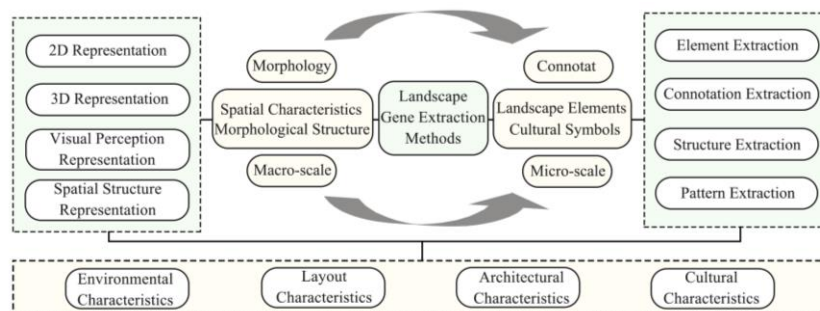 2D Representation
3D Representation
Visual Perception
Representation
Spatial Structure
Representation
Morphology
Spatial Characteristics
Morphological Structure
Macro-scale
Landscape
Gene Extraction
Methods
Connotat
Landscape Elements
Cultural Symbols
Micro-scale
Element Extraction
Connotation Extraction
Structure Extraction
Pattern Extraction
Environmental
Characteristics
Layout
Characteristics
Architectural
Characteristics
Cultural
Characteristics